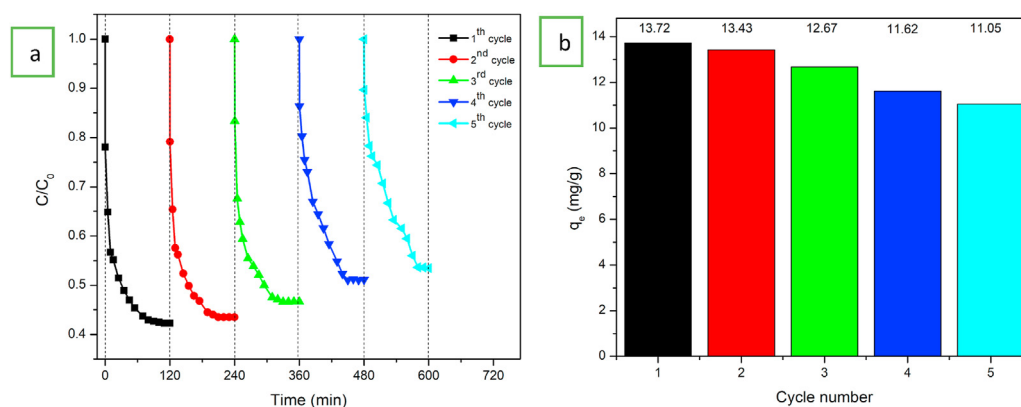 a
1.0
0.9
0.8
0.7
0.6
0.5
0.4
C/C0
0 120 240 360 480 600 720
Time (min)
1th cycle
2nd cycle
3rd cycle
4th cycle
5th cycle
b
13.72 13.43 12.67 11.62 11.05
14
12
10
8
6
4
2
0
qe (mg/g)
1 2 3 4 5
Cycle number